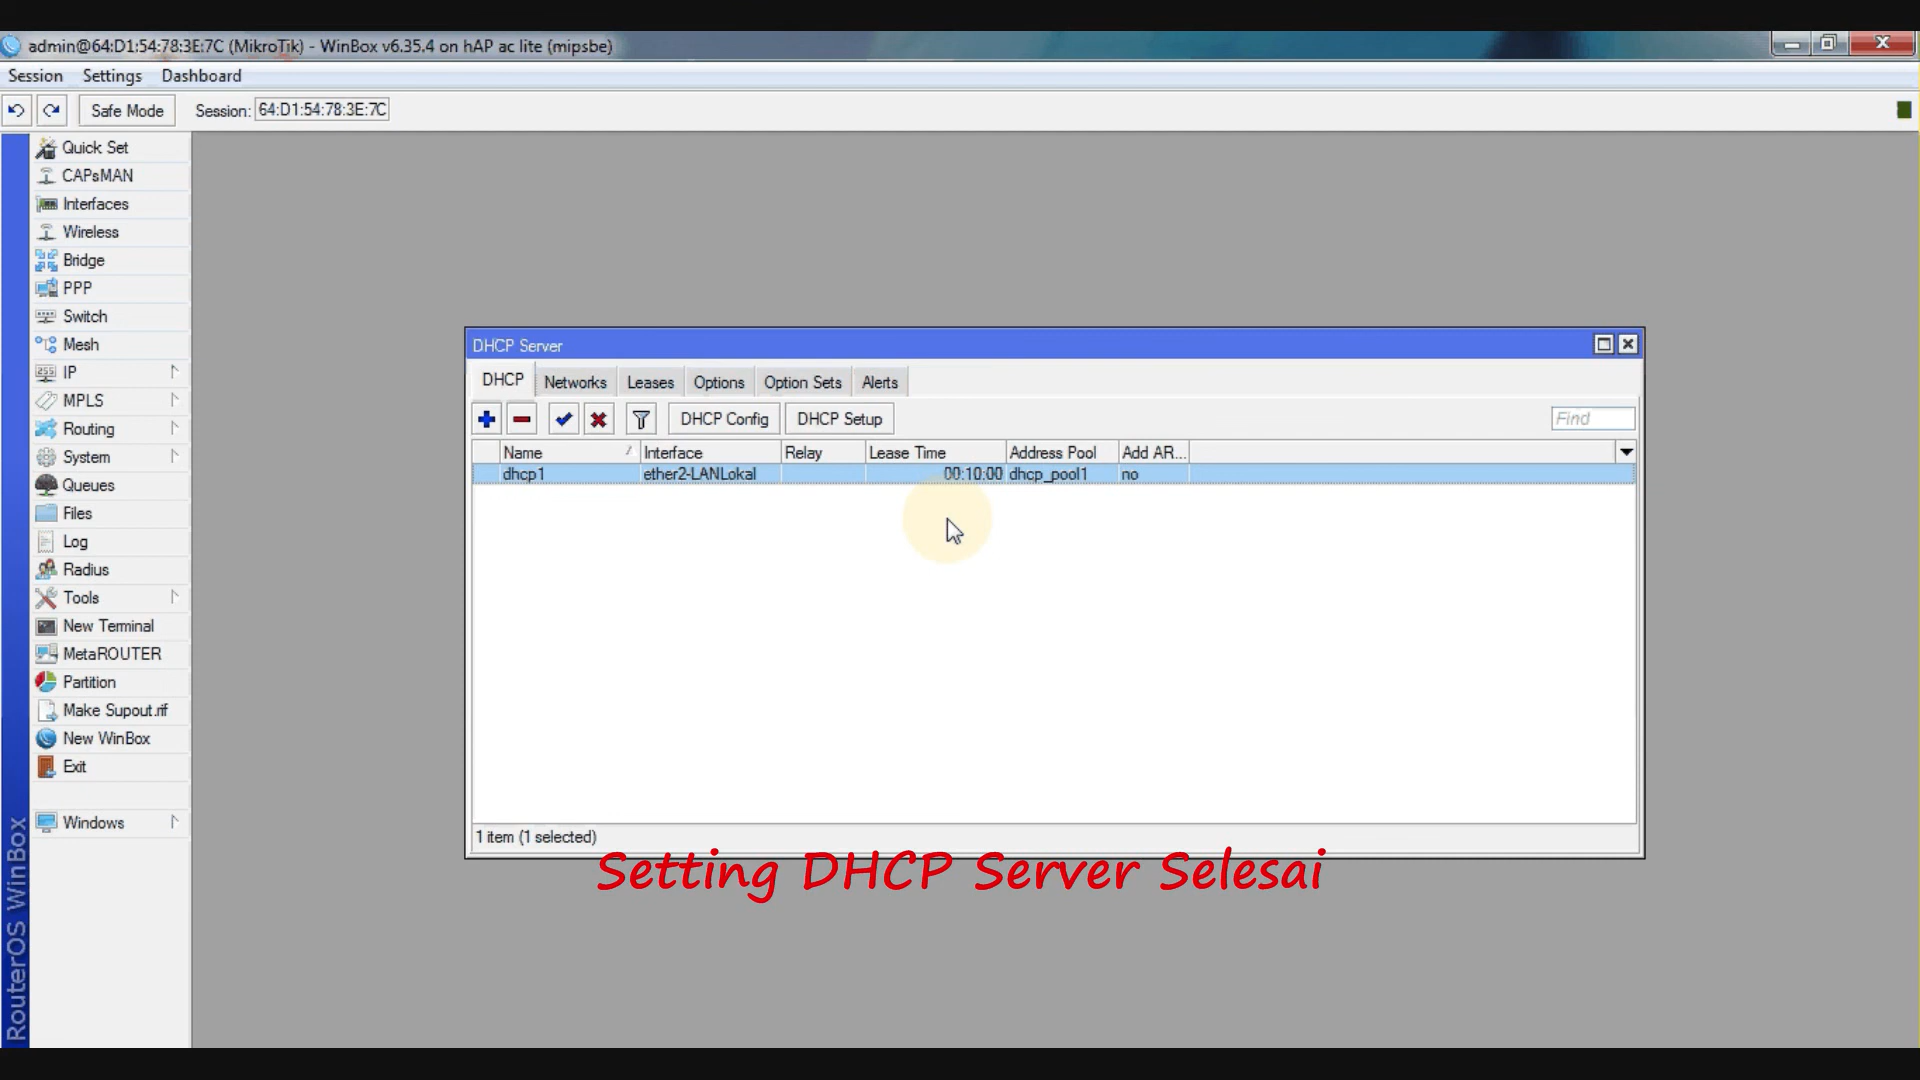 admin@64:D1:54:78:3E:7C (MikroTik) - WinBox v6.35.4 on hAP ac lite (mipsbe)
Session Settings Dashboard
Safe Mode Session: 64:D1:54:78:3E:7C
Quick Set
CAPsMAN
Interfaces
Wireless
Bridge
PPP
Switch
Mesh
IP
MPLS
Routing
System
Queues
Files
Log
Radius
Tools
New Terminal
MetaROUTER
Partition
Make Supout.rif
New WinBox
Exit
Windows
RouterOS WinBox
DHCP Server
DHCP Networks Leases Options Option Sets Alerts
DHCP Config DHCP Setup Find
Name Interface Relay Lease Time Address Pool Add AR...
dhcp1 ether2-LANLokal 00:10:00 dhcp_pool1 no
1 item (1 selected)
Setting DHCP Server Selesai